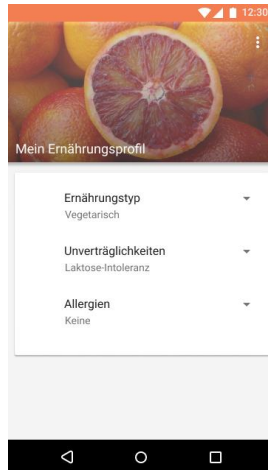 12:30
Mein Ernährungsprofil
Ernährungstyp
Vegetarisch
Unverträglichkeiten
Laktose-Intoleranz
Allergien
Keine